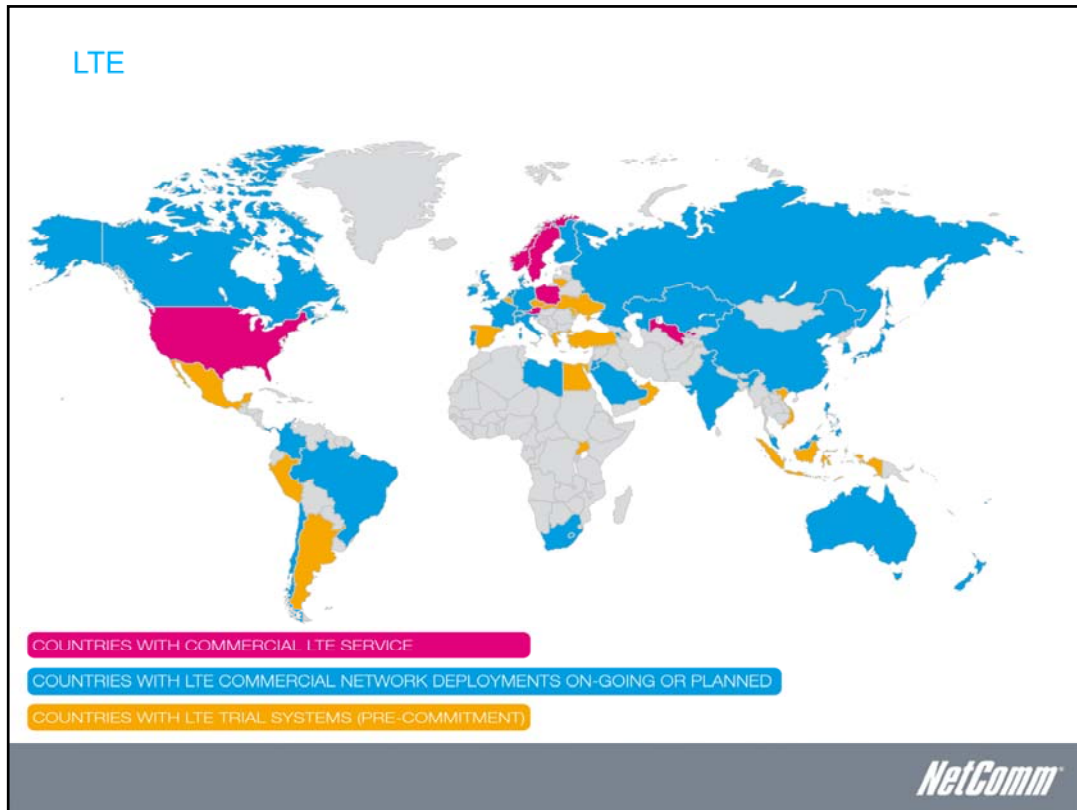 LTE
COUNTRIES WITH COMMERCIAL LTE SERVICE
COUNTRIES WITH LTE COMMERCIAL NETWORK DEPLOYMENTS ON-GOING OR PLANNED
COUNTRIES WITH LTE TRIAL SYSTEMS (PRE-COMMITMENT)
NetComm